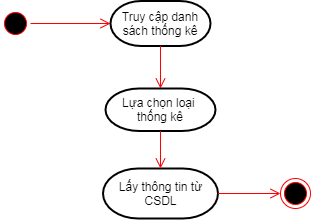 Truy cập danh
sách thống kê
Lựa chọn loại
thống kê
Lấy thông tin từ
CSDL